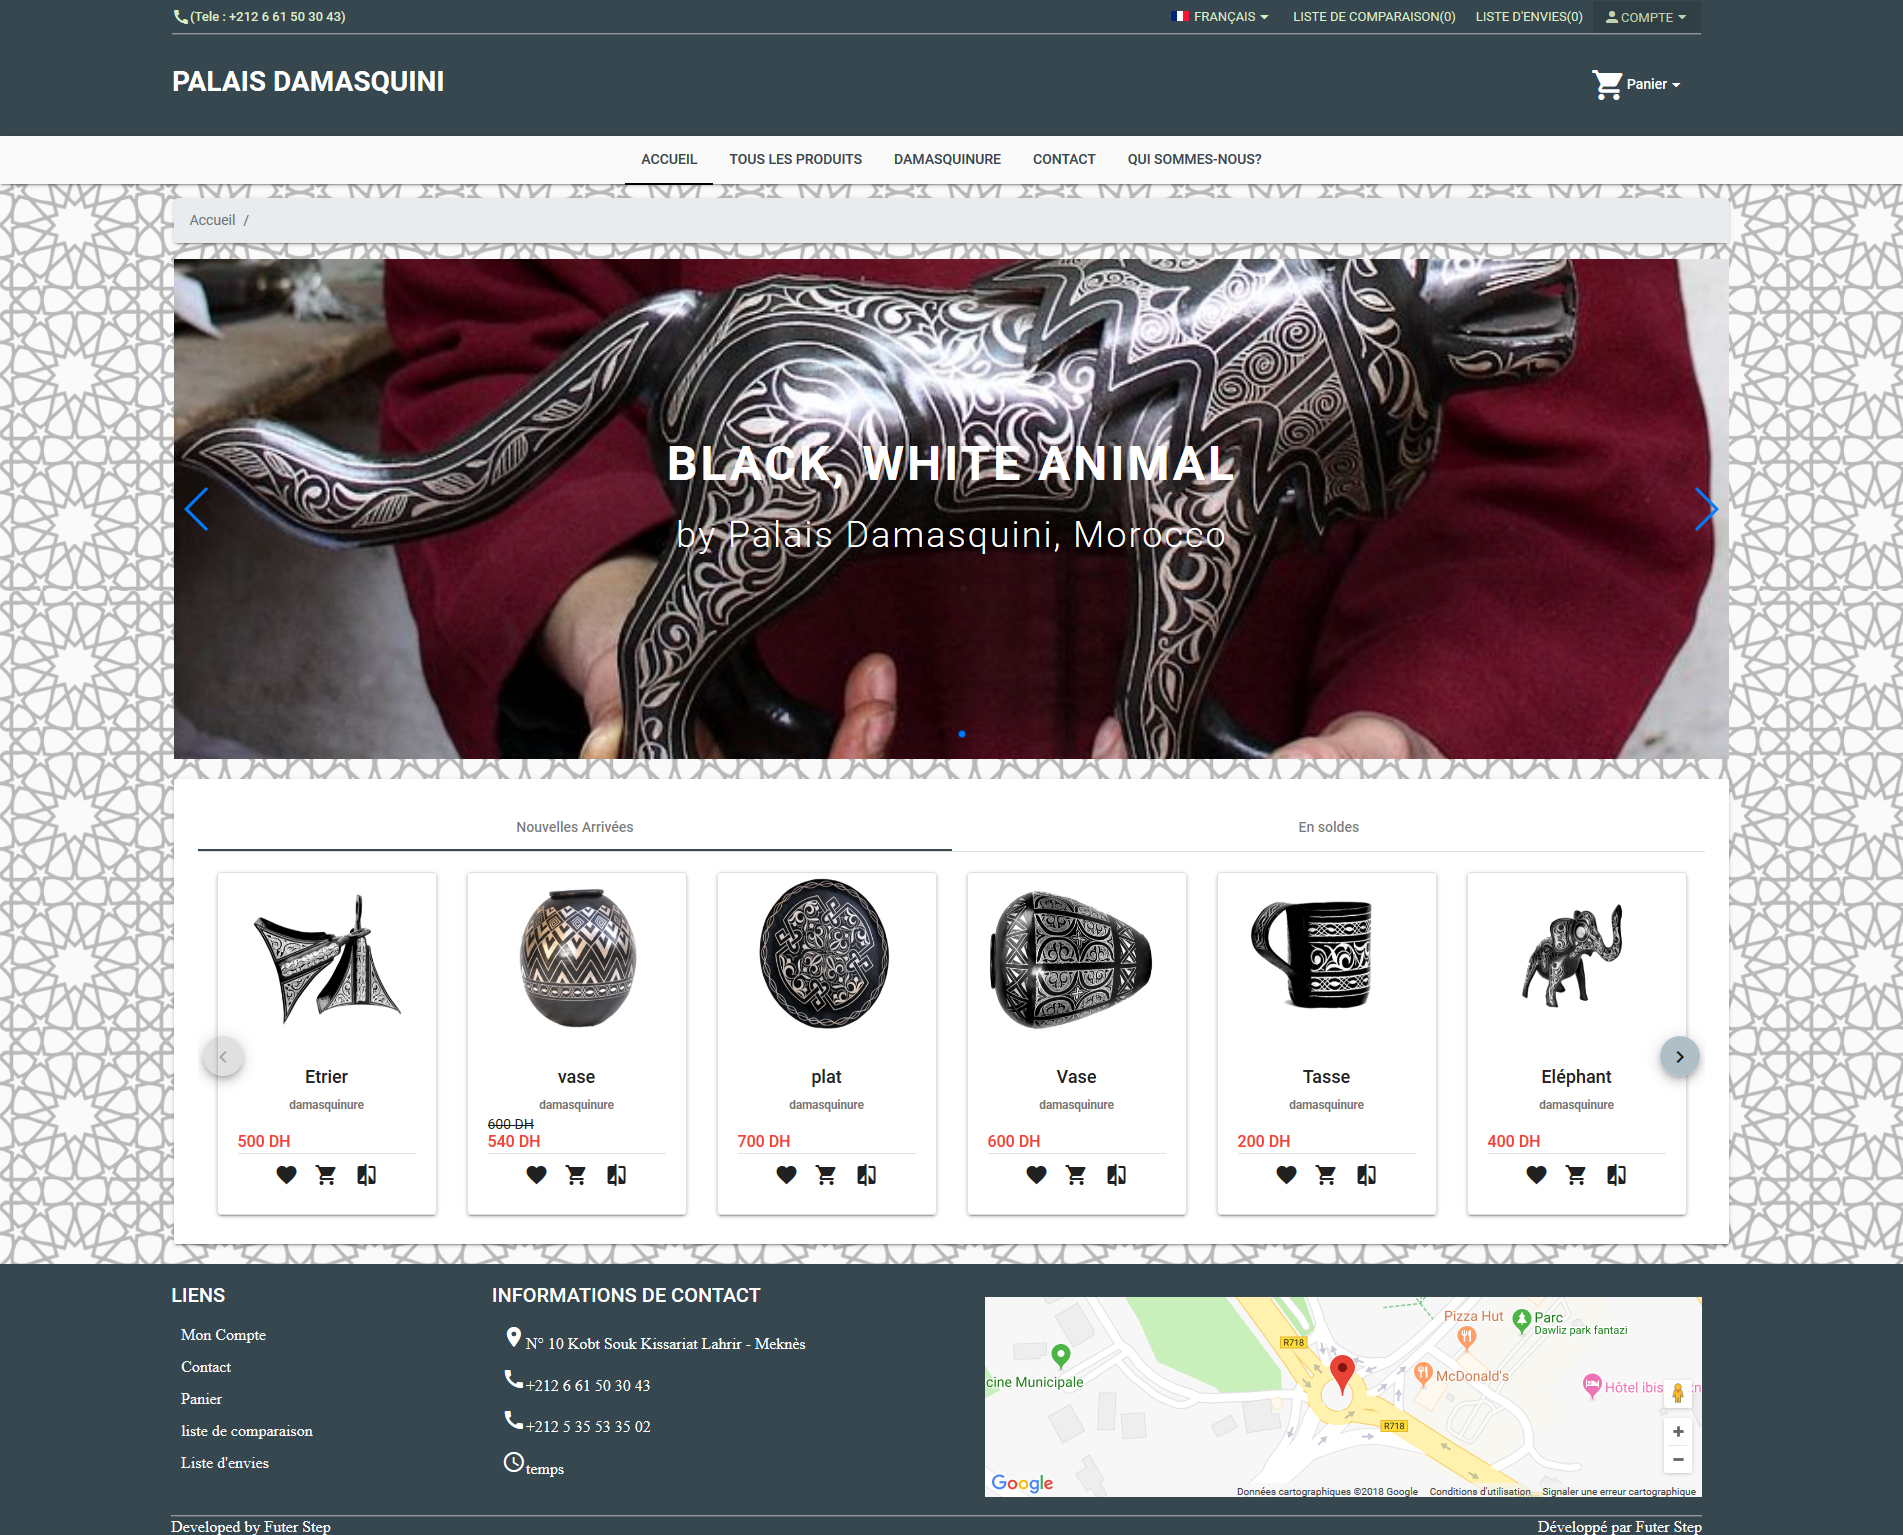 (Tele : +212 6 61 50 30 43)
FRANÇAIS
LISTE DE COMPARAISON(0)
LISTE D'ENVIES(0)
COMPTE
PALAIS DAMASQUINI
Panier
ACCUEIL
TOUS LES PRODUITS
DAMASQUINURE
CONTACT
QUI SOMMES-NOUS?
Accueil /
BLACK, WHITE ANIMAL
by Palais Damasquini, Morocco
Nouvelles Arrivées
En soldes
Etrier
damasquinure
500 DH
vase
damasquinure
600 DH
540 DH
plat
damasquinure
700 DH
Vase
damasquinure
600 DH
Tasse
damasquinure
200 DH
Eléphant
damasquinure
400 DH
LIENS
Mon Compte
Contact
Panier
liste de comparaison
Liste d'envies
INFORMATIONS DE CONTACT
N° 10 Kobt Souk Kissariat Lahrir - Meknès
+212 6 61 50 30 43
+212 5 35 53 35 02
temps
Pizza Hut
Parc
Dawliz park fantazi
R718
McDonald's
cine Municipale
Hôtel ibis
R718
Google
Données cartographiques ©2018 Google
Conditions d'utilisation
Signaler une erreur cartographique
Developed by Futer Step
Développé par Futer Step